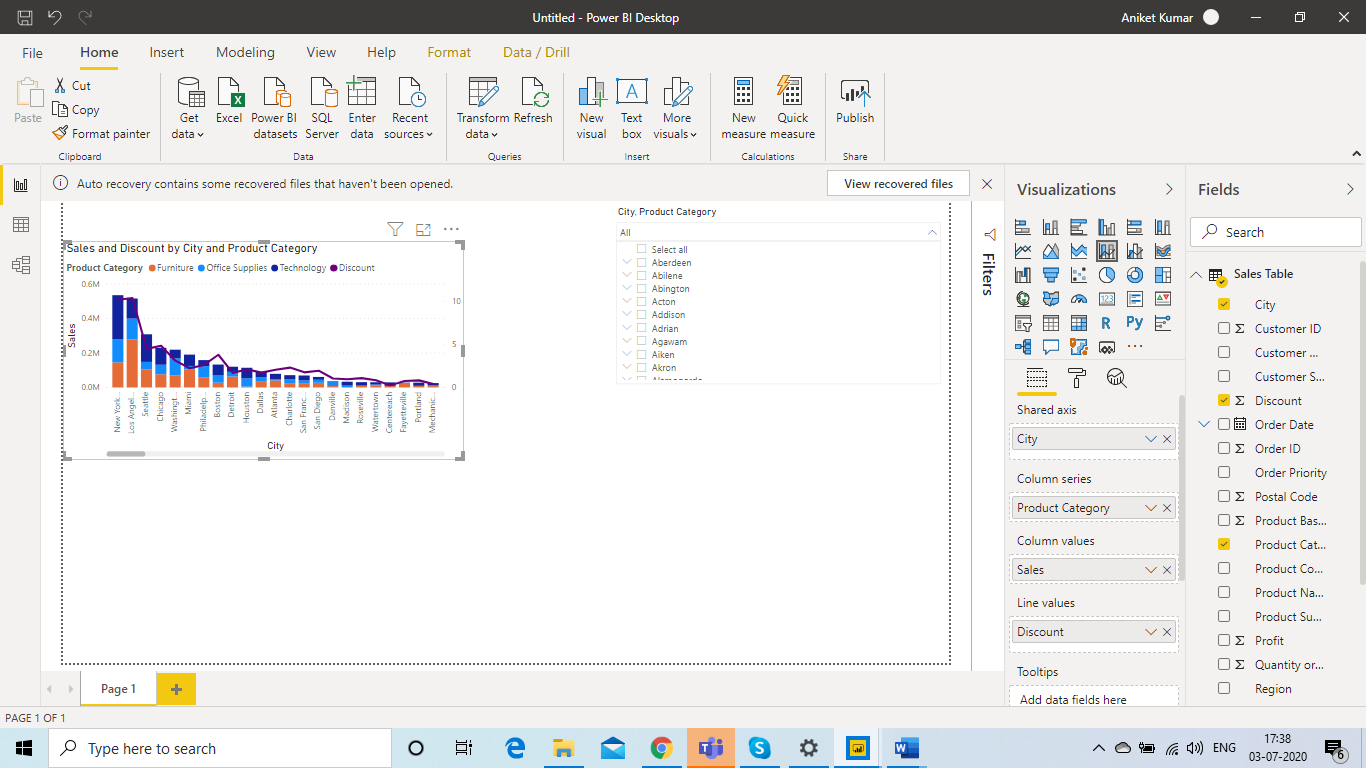 Untitled - Power BI Desktop
Aniket Kumar
File Home Insert Modeling View Help Format Data / Drill
Paste
Cut
Copy
Format painter
Clipboard
Get data
Excel
Power BI datasets
SQL Server
Enter data
Recent sources
Data
Transform data
Refresh
Queries
New visual
Text box
More visuals
Insert
New measure
Quick measure
Calculations
Publish
Share
Auto recovery contains some recovered files that haven't been opened.
View recovered files
Sales and Discount by City and Product Category
Product Category Furniture Office Supplies Technology Discount
0.6M
0.4M
0.2M
0.0M
Sales
10
5
0
New York...
Los Angel...
Seattle
Chicago
Washingt...
Miami
Philadelp...
Boston
Detroit
Houston
Dallas
Atlanta
Charlotte
San Franc...
San Diego
Danville
Madison
Roseville
Watertown
Centereach
Fayetteville
Portland
Mechanic...
City
City, Product Category
All
Select all
Aberdeen
Abilene
Abington
Acton
Addison
Adrian
Agawam
Aiken
Akron
Filters
Visualizations
R Py
Shared axis
City
Column series
Product Category
Column values
Sales
Line values
Discount
Tooltips
Add data fields here
Fields
Search
Sales Table
City
Customer ID
Customer ...
Customer S...
Discount
Order Date
Order ID
Order Priority
Postal Code
Product Bas...
Product Cat...
Product Co...
Product Na...
Product Su...
Profit
Quantity or...
Region
Page 1
PAGE 1 OF 1
Type here to search
ENG
17:38
03-07-2020
6